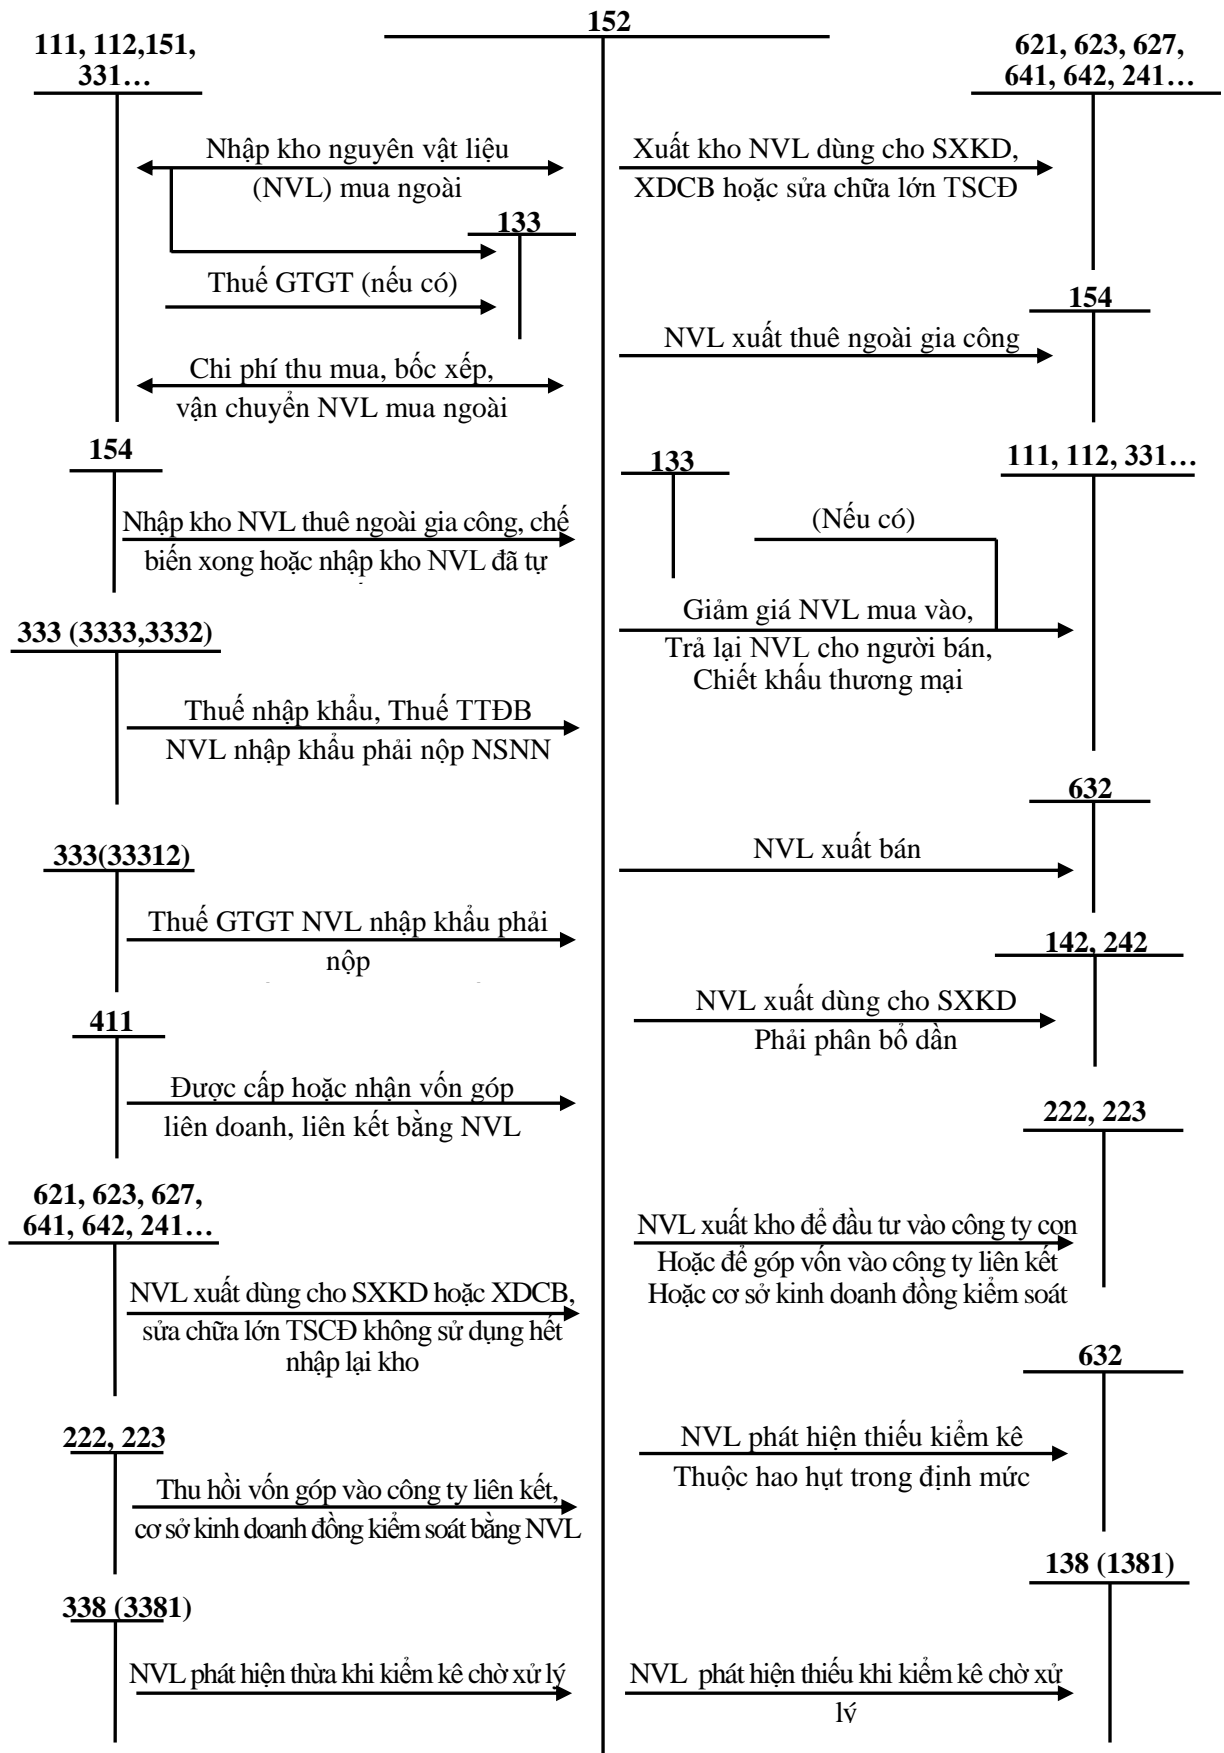 152
111, 112,151,
331…
621, 623, 627,
641, 642, 241…
Nhập kho nguyên vật liệu
(NVL) mua ngoài
Xuất kho NVL dùng cho SXKD,
XDCB hoặc sửa chữa lớn TSCĐ
133
Thuế GTGT (nếu có)
154
NVL xuất thuê ngoài gia công
Chi phí thu mua, bốc xếp,
vận chuyển NVL mua ngoài
154
133
111, 112, 331…
Nhập kho NVL thuê ngoài gia công, chế
biến xong hoặc nhập kho NVL đã tự
(Nếu có)
Giảm giá NVL mua vào,
Trả lại NVL cho người bán,
Chiết khấu thương mại
333 (3333,3332)
Thuế nhập khẩu, Thuế TTĐB
NVL nhập khẩu phải nộp NSNN
632
NVL xuất bán
333(33312)
Thuế GTGT NVL nhập khẩu phải
nộp
142, 242
NVL xuất dùng cho SXKD
Phải phân bổ dần
411
Được cấp hoặc nhận vốn góp
liên doanh, liên kết bằng NVL
222, 223
NVL xuất kho để đầu tư vào công ty con
Hoặc để góp vốn vào công ty liên kết
Hoặc cơ sở kinh doanh đồng kiểm soát
621, 623, 627,
641, 642, 241…
NVL xuất dùng cho SXKD hoặc XDCB,
sửa chữa lớn TSCĐ không sử dụng hết
nhập lại kho
632
NVL phát hiện thiếu kiểm kê
Thuộc hao hụt trong định mức
222, 223
Thu hồi vốn góp vào công ty liên kết,
cơ sở kinh doanh đồng kiểm soát bằng NVL
138 (1381)
338 (3381)
NVL phát hiện thừa khi kiểm kê chờ xử lý
NVL phát hiện thiếu khi kiểm kê chờ xử
lý